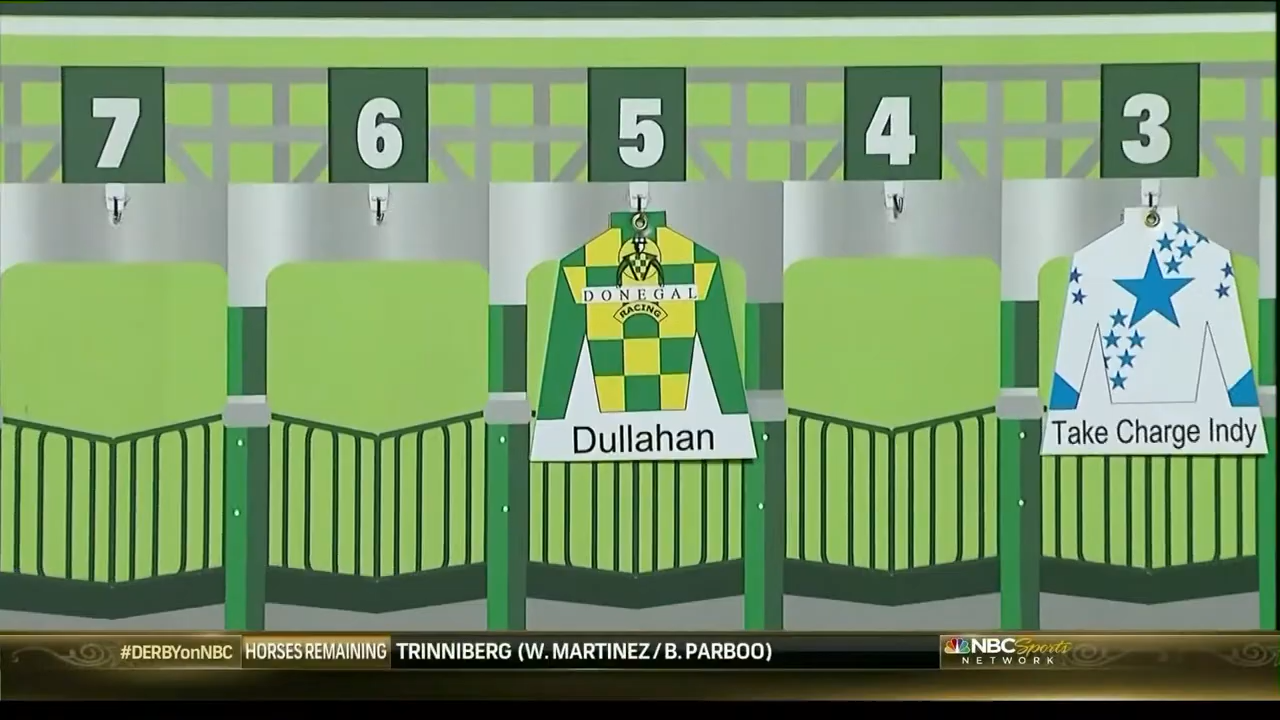 7
6
5
4
3
DONEGAL
RACING
Dullahan
Take Charge Indy
#DERBYonNBC
HORSES REMAINING
TRINNIBERG (W. MARTINEZ / B. PARBOO)
NBC Sports
NETWORK